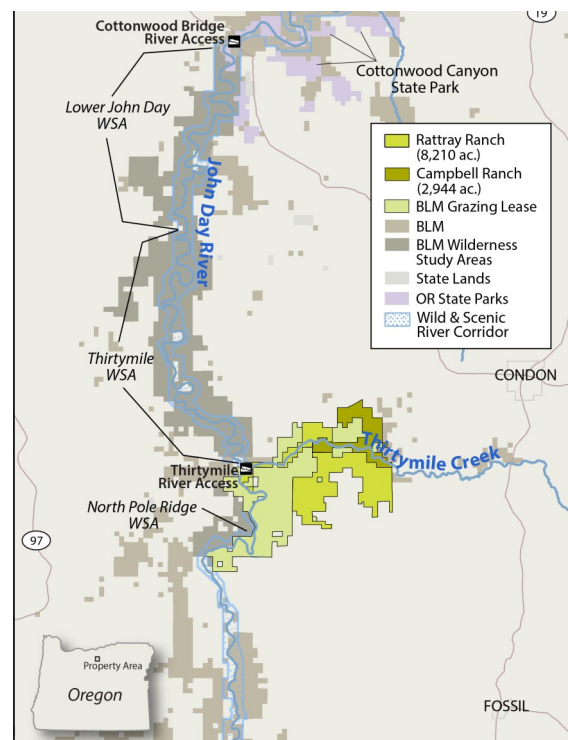 19
Cottonwood Bridge
River Access
Cottonwood Canyon
State Park
Lower John Day
WSA
Rattray Ranch
(8,210 ac.)
Campbell Ranch
(2,944 ac.)
BLM Grazing Lease
BLM
BLM Wilderness
Study Areas
State Lands
OR State Parks
Wild & Scenic
River Corridor
John Day River
Thirtymile
WSA
CONDON
Thirtymile Creek
Thirtymile
River Access
North Pole Ridge
WSA
97
Property Area
Oregon
FOSSIL